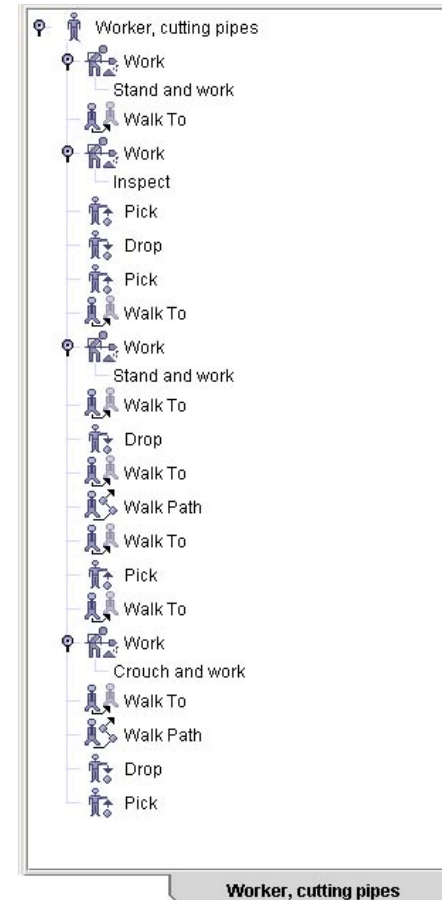 Worker, cutting pipes
Work
Stand and work
Walk To
Work
Inspect
Pick
Drop
Pick
Walk To
Work
Stand and work
Walk To
Drop
Walk To
Walk Path
Walk To
Pick
Walk To
Work
Crouch and work
Walk To
Walk Path
Drop
Pick
Worker, cutting pipes